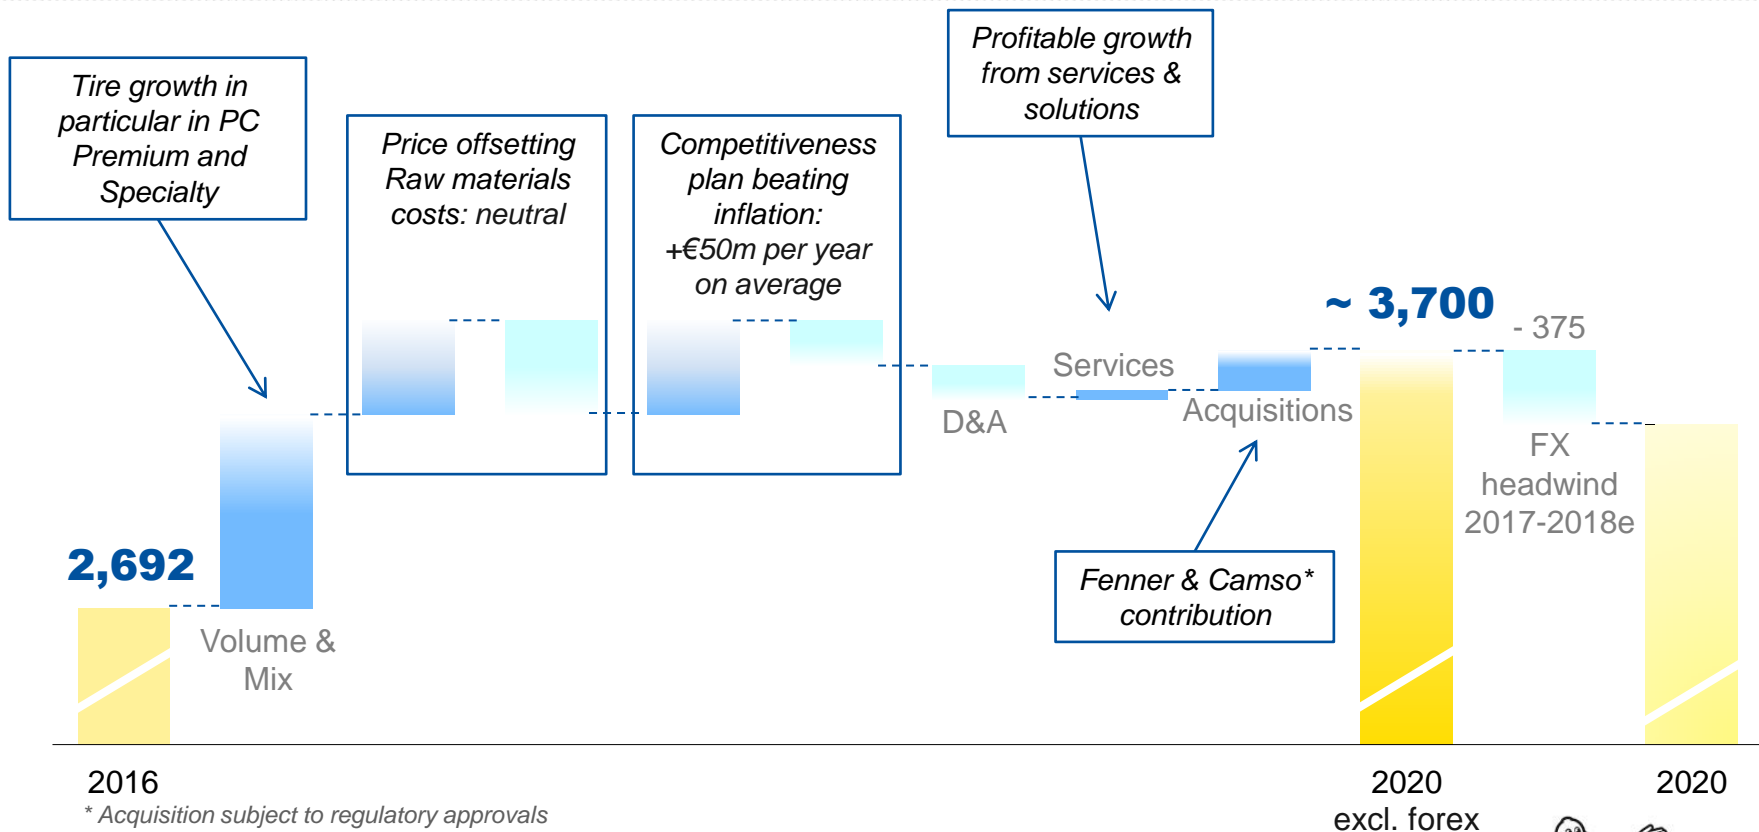 Tire growth in
particular in PC
Premium and
Specialty
Price offsetting
Raw materials
costs: neutral
Competitiveness
plan beating
inflation:
+€50m per year
on average
Profitable growth
from services &
solutions
2,692
Volume &
Mix
D&A
Services
Acquisitions
Fenner & Camso*
contribution
~ 3,700
- 375
FX
headwind
2017-2018e
2016
2020
excl. forex
2020
* Acquisition subject to regulatory approvals